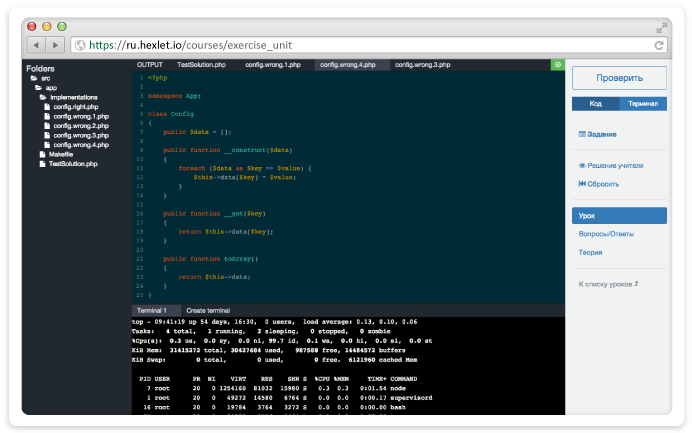 https://ru.hexlet.io/courses/exercise_unit
Folders
src
app
Implementations
config.right.php
config.wrong.1.php
config.wrong.2.php
config.wrong.3.php
config.wrong.4.php
Makefile
TestSolution.php
OUTPUT TestSolution.php config.wrong.1.php config.wrong.4.php config.wrong.3.php
1 <?php
2
3 namespace App;
4
5 class Config
6 {
7 public $data = [];
8
9 public function __construct($data)
10 {
11 foreach ($data as $key => $value) {
12 $this->data[$key] = $value;
13 }
14 }
15
16 public function __get($key)
17 {
18 return $this->data[$key];
19 }
20
21 public function toArray()
22 {
23 return $this->data;
24 }
25 }
Terminal 1 Create terminal
top - 09:41:19 up 54 days, 16:30, 0 users, load average: 0.13, 0.10, 0.06
Tasks: 4 total, 1 running, 3 sleeping, 0 stopped, 0 zombie
%Cpu(s): 0.3 us, 0.0 sy, 0.0 ni, 99.7 id, 0.1 wa, 0.0 hi, 0.0 si, 0.0 st
KiB Mem: 31415272 total, 30427684 used, 987588 free, 14404572 buffers
KiB Swap: 0 total, 0 used, 0 free. 6121960 cached Mem
PID USER PR NI VIRT RES SHR S %CPU %MEM TIME+ COMMAND
7 root 20 0 1254160 81032 15980 S 0.3 0.3 0:01.54 node
1 root 20 0 49272 14580 6764 S 0.0 0.0 0:00.17 supervisord
16 root 20 0 19784 3764 3272 S 0.0 0.0 0:00.00 bash
Проверить
Код Терминал
Задание
Решение учителя
Сбросить
Урок
Вопросы/Ответы
Теория
К списку уроков